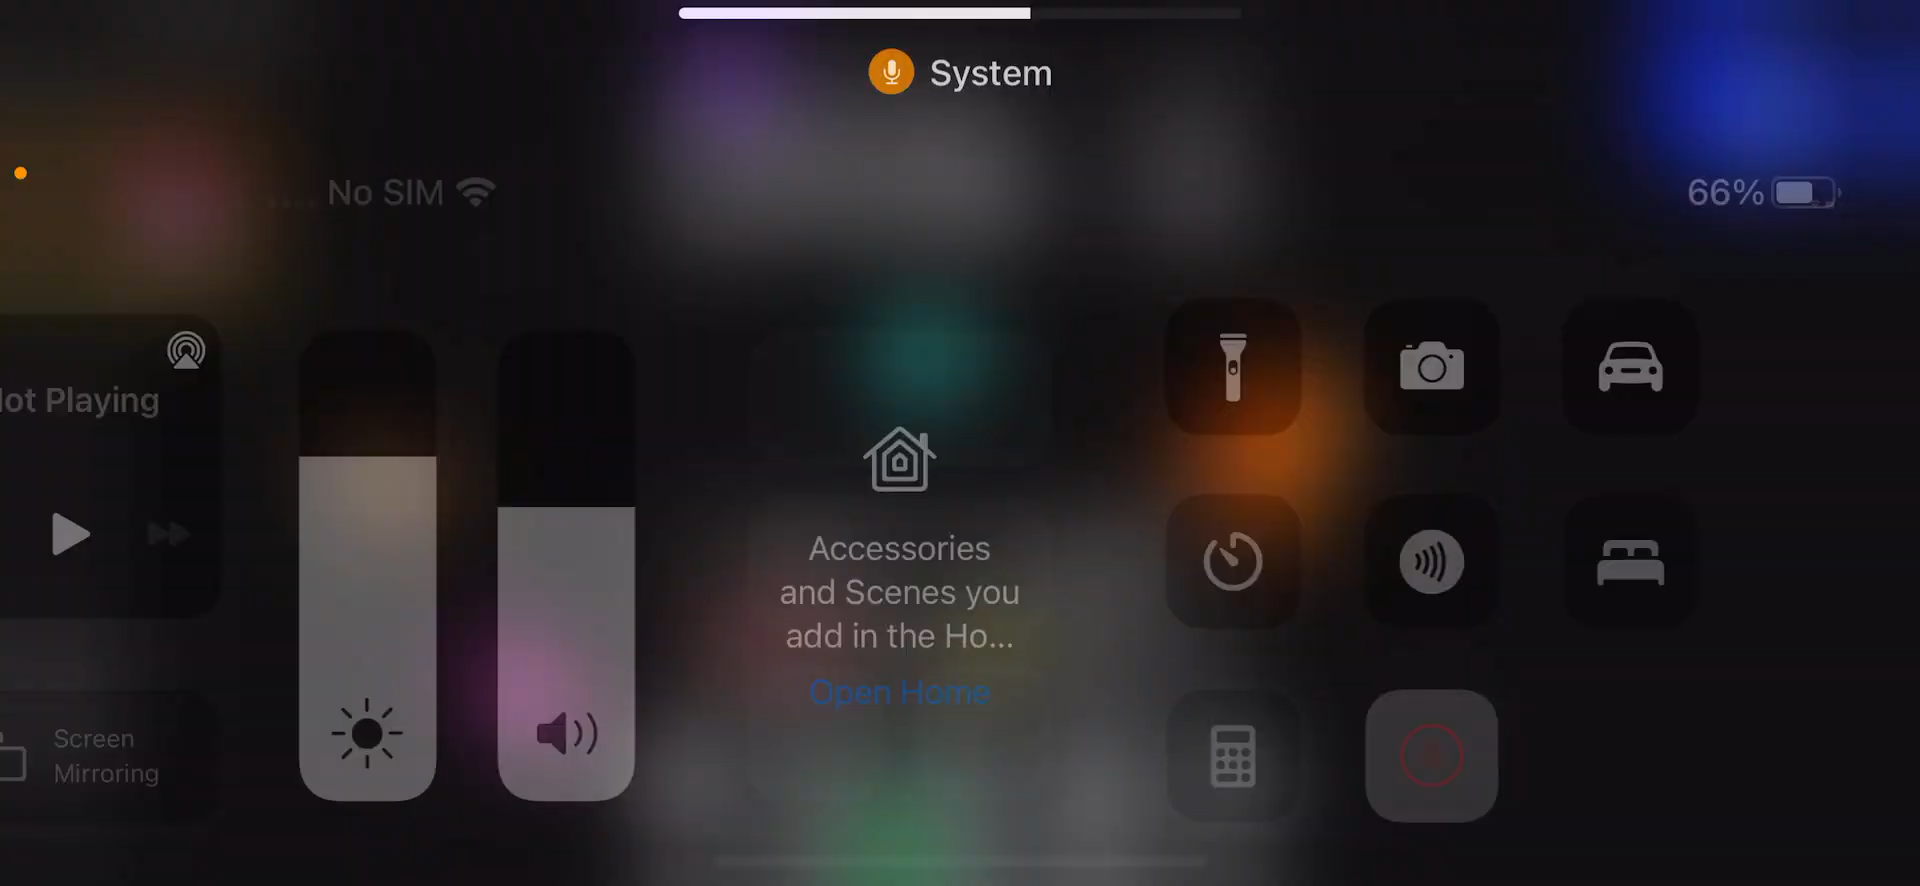 System
No SIM
66%
lot Playing
Accessories
and Scenes you
add in the Ho...
Open Home
Screen
Mirroring